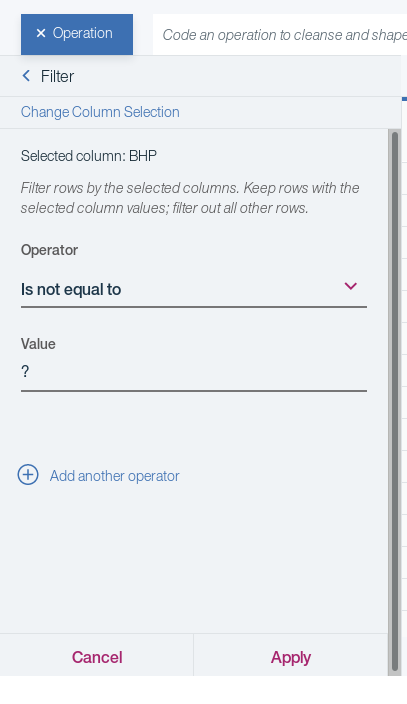 × Operation
Code an operation to cleanse and shape
Filter
Change Column Selection
Selected column: BHP
Filter rows by the selected columns. Keep rows with the
selected column values; filter out all other rows.
Operator
Is not equal to
Value
?
Add another operator
Cancel
Apply